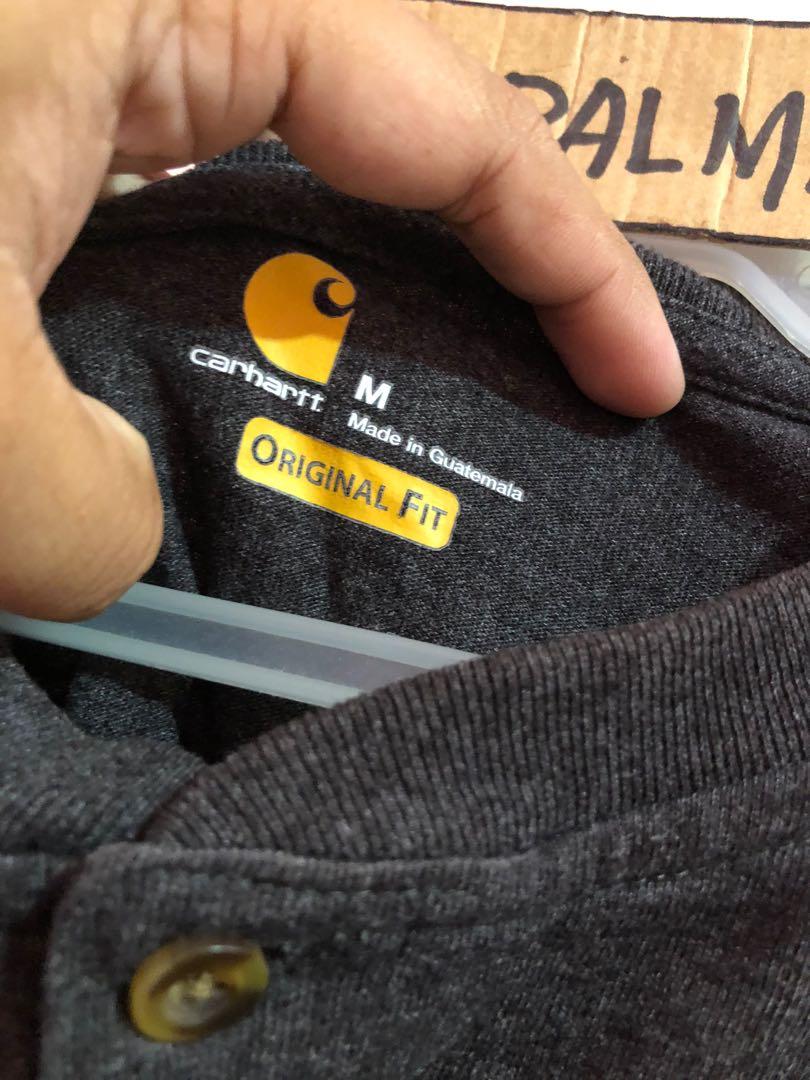 PALM
carhartt
M
Made in Guatemala
ORIGINAL FIT